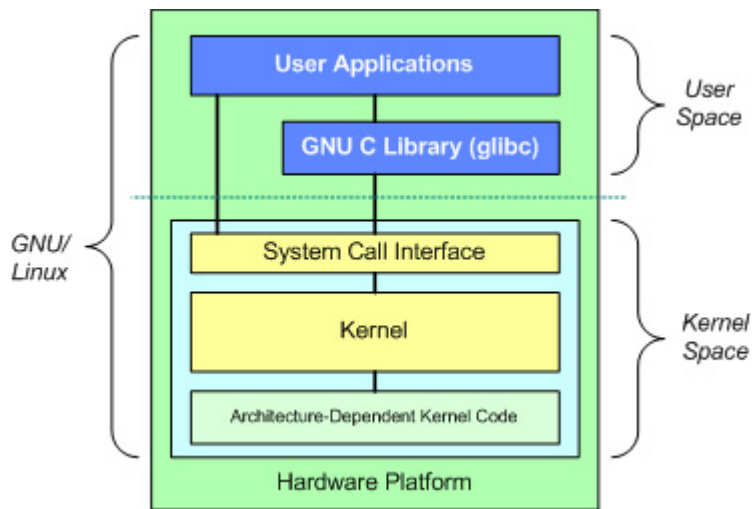 User Applications
GNU C Library (glibc)
User
Space
GNU/
Linux
System Call Interface
Kernel
Architecture-Dependent Kernel Code
Kernel
Space
Hardware Platform